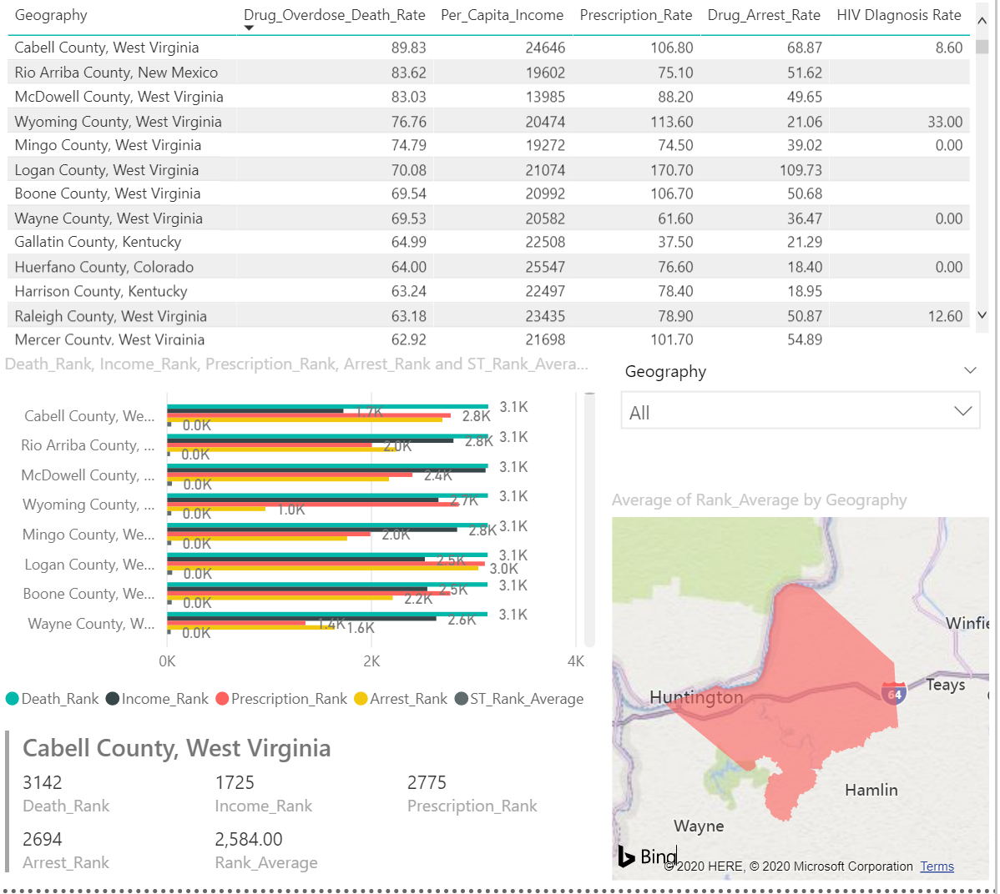 Geography Drug_Overdose_Death_Rate Per_Capita_Income Prescription_Rate Drug_Arrest_Rate HIV DIagnosis Rate
Cabell County, West Virginia 89.83 24646 106.80 68.87 8.60
Rio Arriba County, New Mexico 83.62 19602 75.10 51.62
McDowell County, West Virginia 83.03 13985 88.20 49.65
Wyoming County, West Virginia 76.76 20474 113.60 21.06 33.00
Mingo County, West Virginia 74.79 19272 74.50 39.02 0.00
Logan County, West Virginia 70.08 21074 170.70 109.73
Boone County, West Virginia 69.54 20992 106.70 50.68
Wayne County, West Virginia 69.53 20582 61.60 36.47 0.00
Gallatin County, Kentucky 64.99 22508 37.50 21.29
Huerfano County, Colorado 64.00 25547 76.60 18.40 0.00
Harrison County, Kentucky 63.24 22497 78.40 18.95
Raleigh County, West Virginia 63.18 23435 78.90 50.87 12.60
Mercer County, West Virginia 62.92 21698 101.70 54.89
Death_Rank, Income_Rank, Prescription_Rank, Arrest_Rank and ST_Rank_Avera...
Cabell County, We... 3.1K 1.7K 2.8K 0.0K
Rio Arriba County, ... 3.1K 2.8K 2.0K 0.0K
McDowell County, ... 3.1K 2.4K 0.0K
Wyoming County, ... 3.1K 2.7K 1.0K 0.0K
Mingo County, We... 3.1K 2.8K 2.0K 0.0K
Logan County, We... 3.1K 2.5K 3.0K 0.0K
Boone County, We... 3.1K 2.5K 2.2K 0.0K
Wayne County, W... 3.1K 2.6K 1.4K 1.6K 0.0K
0K 2K 4K
Death_Rank Income_Rank Prescription_Rank Arrest_Rank ST_Rank_Average
Geography
All
Average of Rank_Average by Geography
Winfie
Teays
64
Huntington
Hamlin
Wayne
Bing
© 2020 HERE, © 2020 Microsoft Corporation Terms
Cabell County, West Virginia
3142 1725 2775
Death_Rank Income_Rank Prescription_Rank
2694 2,584.00
Arrest_Rank Rank_Average